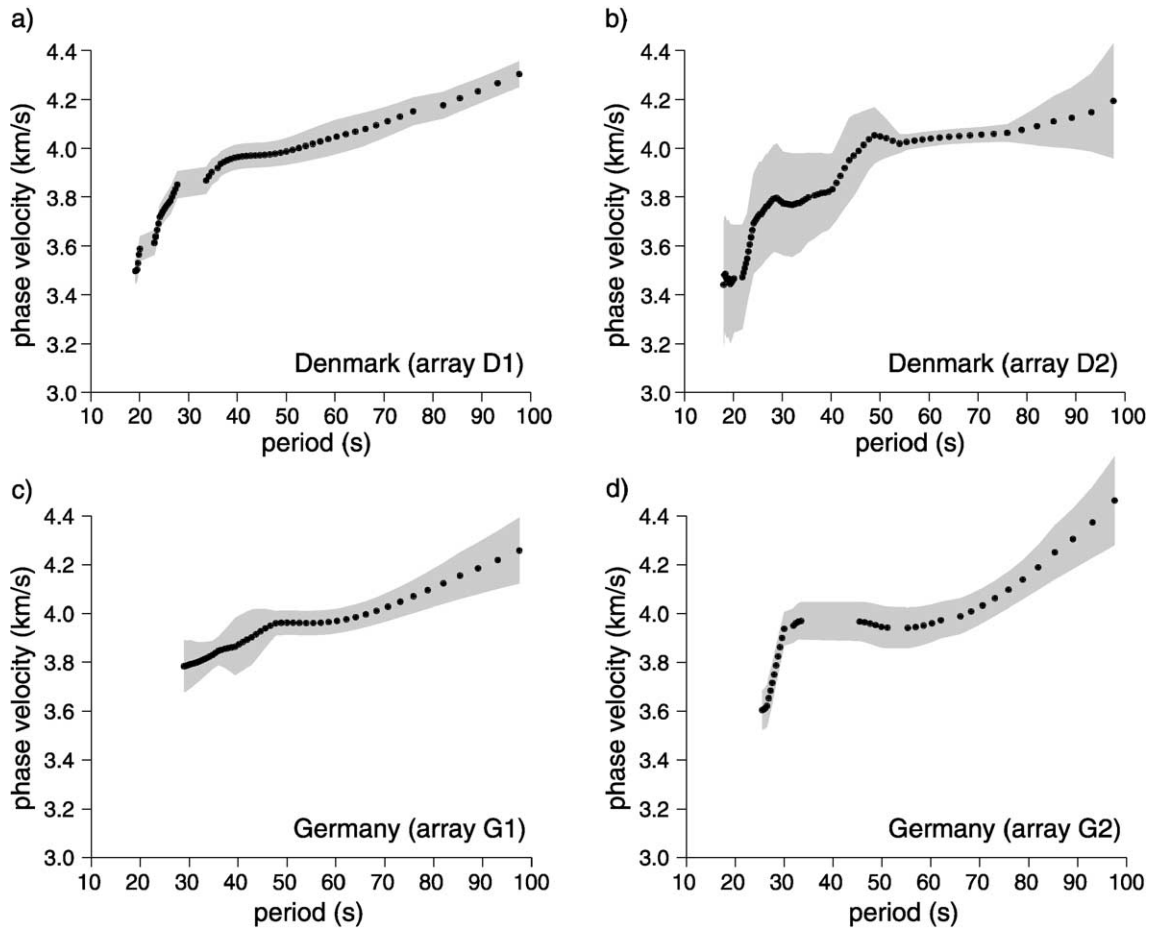 a)
4.4
4.2
4.0
3.8
3.6
3.4
3.2
3.0
phase velocity (km/s)
Denmark (array D1)
10 20 30 40 50 60 70 80 90 100
period (s)
b)
4.4
4.2
4.0
3.8
3.6
3.4
3.2
3.0
phase velocity (km/s)
Denmark (array D2)
10 20 30 40 50 60 70 80 90 100
period (s)
c)
4.4
4.2
4.0
3.8
3.6
3.4
3.2
3.0
phase velocity (km/s)
Germany (array G1)
10 20 30 40 50 60 70 80 90 100
period (s)
d)
4.4
4.2
4.0
3.8
3.6
3.4
3.2
3.0
phase velocity (km/s)
Germany (array G2)
10 20 30 40 50 60 70 80 90 100
period (s)